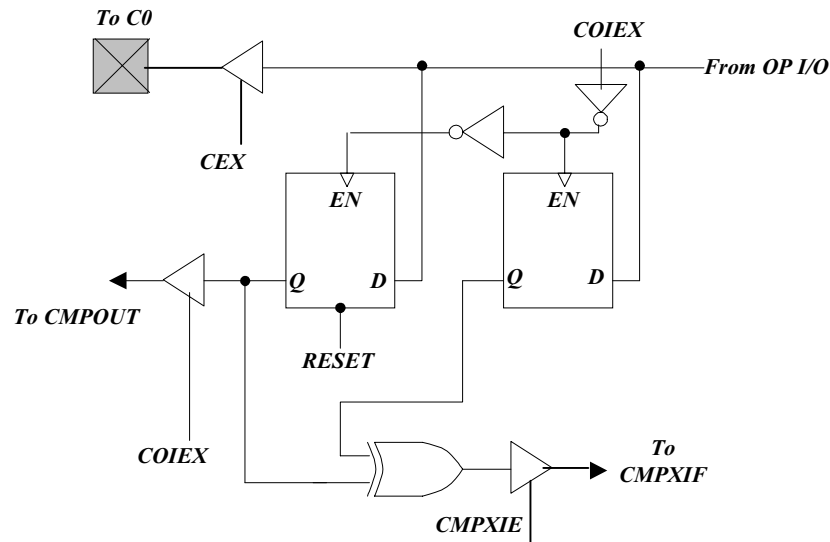 To C0
COIEX
From OP I/O
CEX
EN
EN
Q
D
Q
D
To CMPOUT
RESET
COIEX
To
CMPXIF
CMPXIE